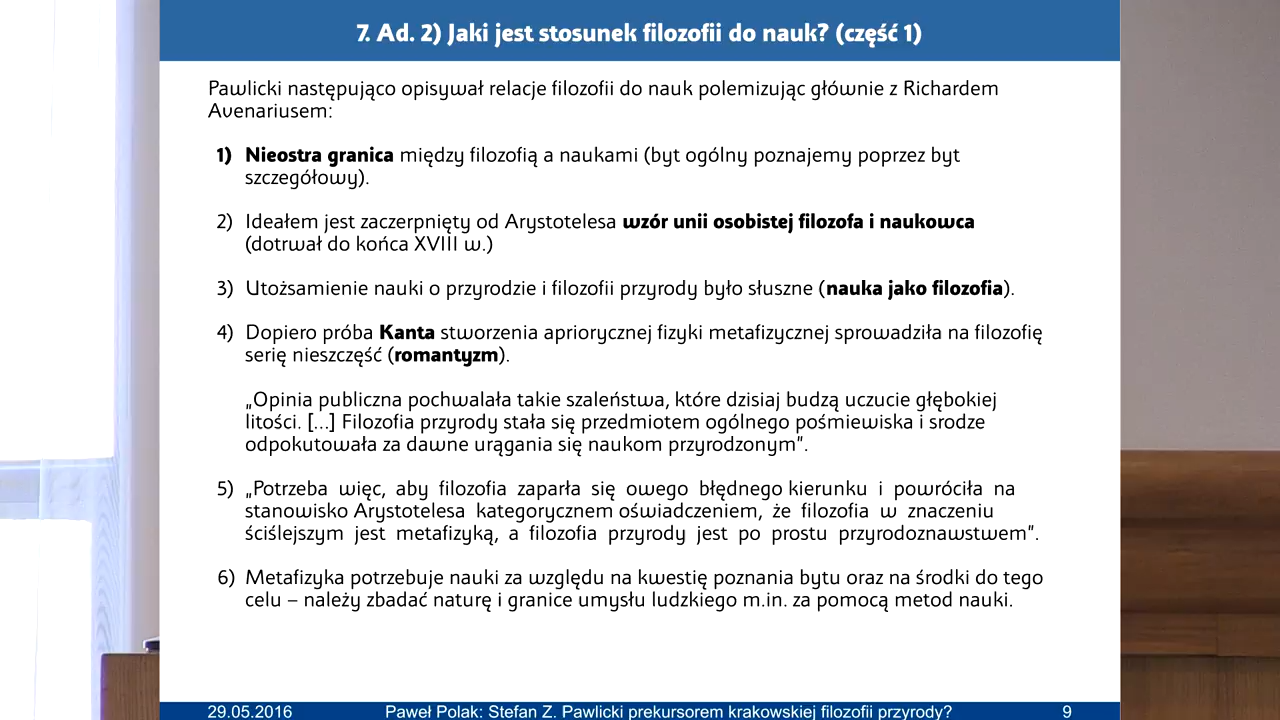 7. Ad. 2) Jaki jest stosunek filozofii do nauk? (część 1)
Pawlicki następująco opisywał relacje filozofii do nauk polemizując głównie z Richardem
Avenariusem:
1) Nieostra granica między filozofią a naukami (byt ogólny poznajemy poprzez byt
szczegółowy).
2) Ideałem jest zaczerpnięty od Arystotelesa wzór unii osobistej filozofa i naukowca
(dotrwał do końca XVIII w.)
3) Utożsamienie nauki o przyrodzie i filozofii przyrody było słuszne (nauka jako filozofia).
4) Dopiero próba Kanta stworzenia apriorycznej fizyki metafizycznej sprowadziła na filozofię
serię nieszczęść (romantyzm).
„Opinia publiczna pochwalała takie szaleństwa, które dzisiaj budzą uczucie głębokiej
litości. [...] Filozofia przyrody stała się przedmiotem ogólnego pośmiewiska i srodze
odpokutowała za dawne urągania się naukom przyrodzonym”.
5) „Potrzeba więc, aby filozofia zaparła się owego błędnego kierunku i powróciła na
stanowisko Arystotelesa kategorycznem oświadczeniem, że filozofia w znaczeniu
ściślejszym jest metafizyką, a filozofia przyrody jest po prostu przyrodoznawstwem”.
6) Metafizyka potrzebuje nauki za względu na kwestię poznania bytu oraz na środki do tego
celu – należy zbadać naturę i granice umysłu ludzkiego m.in. za pomocą metod nauki.
29.05.2016 Paweł Polak: Stefan Z. Pawlicki prekursorem krakowskiej filozofii przyrody? 9